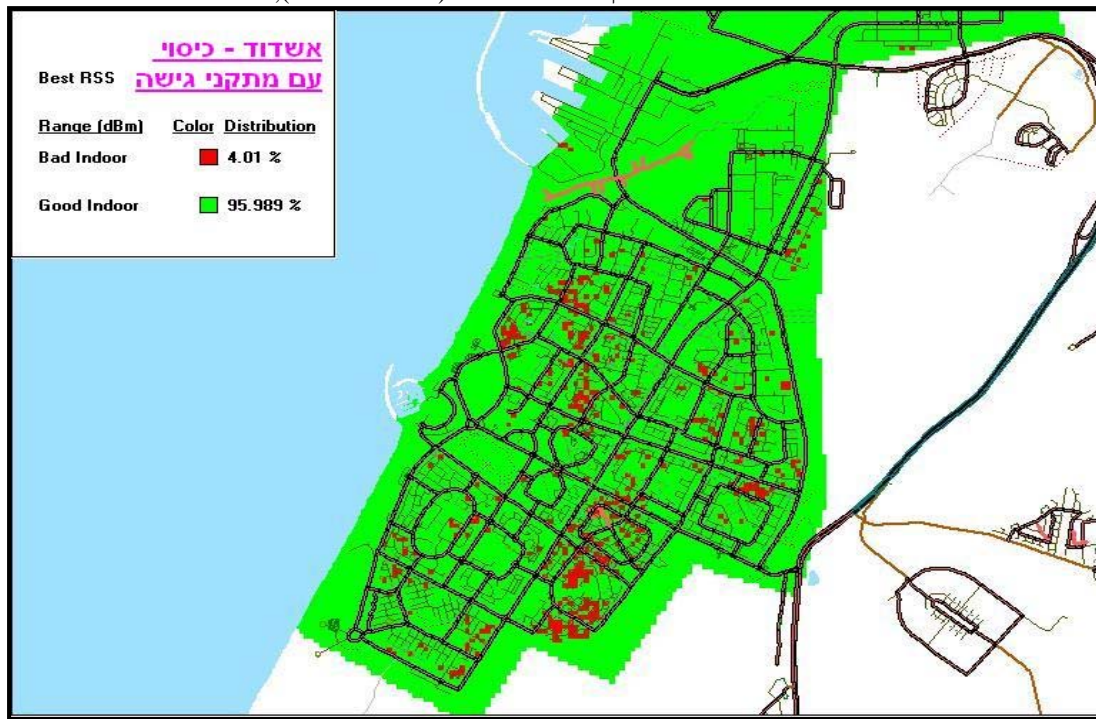 אשדוד - כיסוי
עם מתקני גישה
Best RSS
Range (dBm) Color Distribution
Bad Indoor 4.01 %
Good Indoor 95.989 %